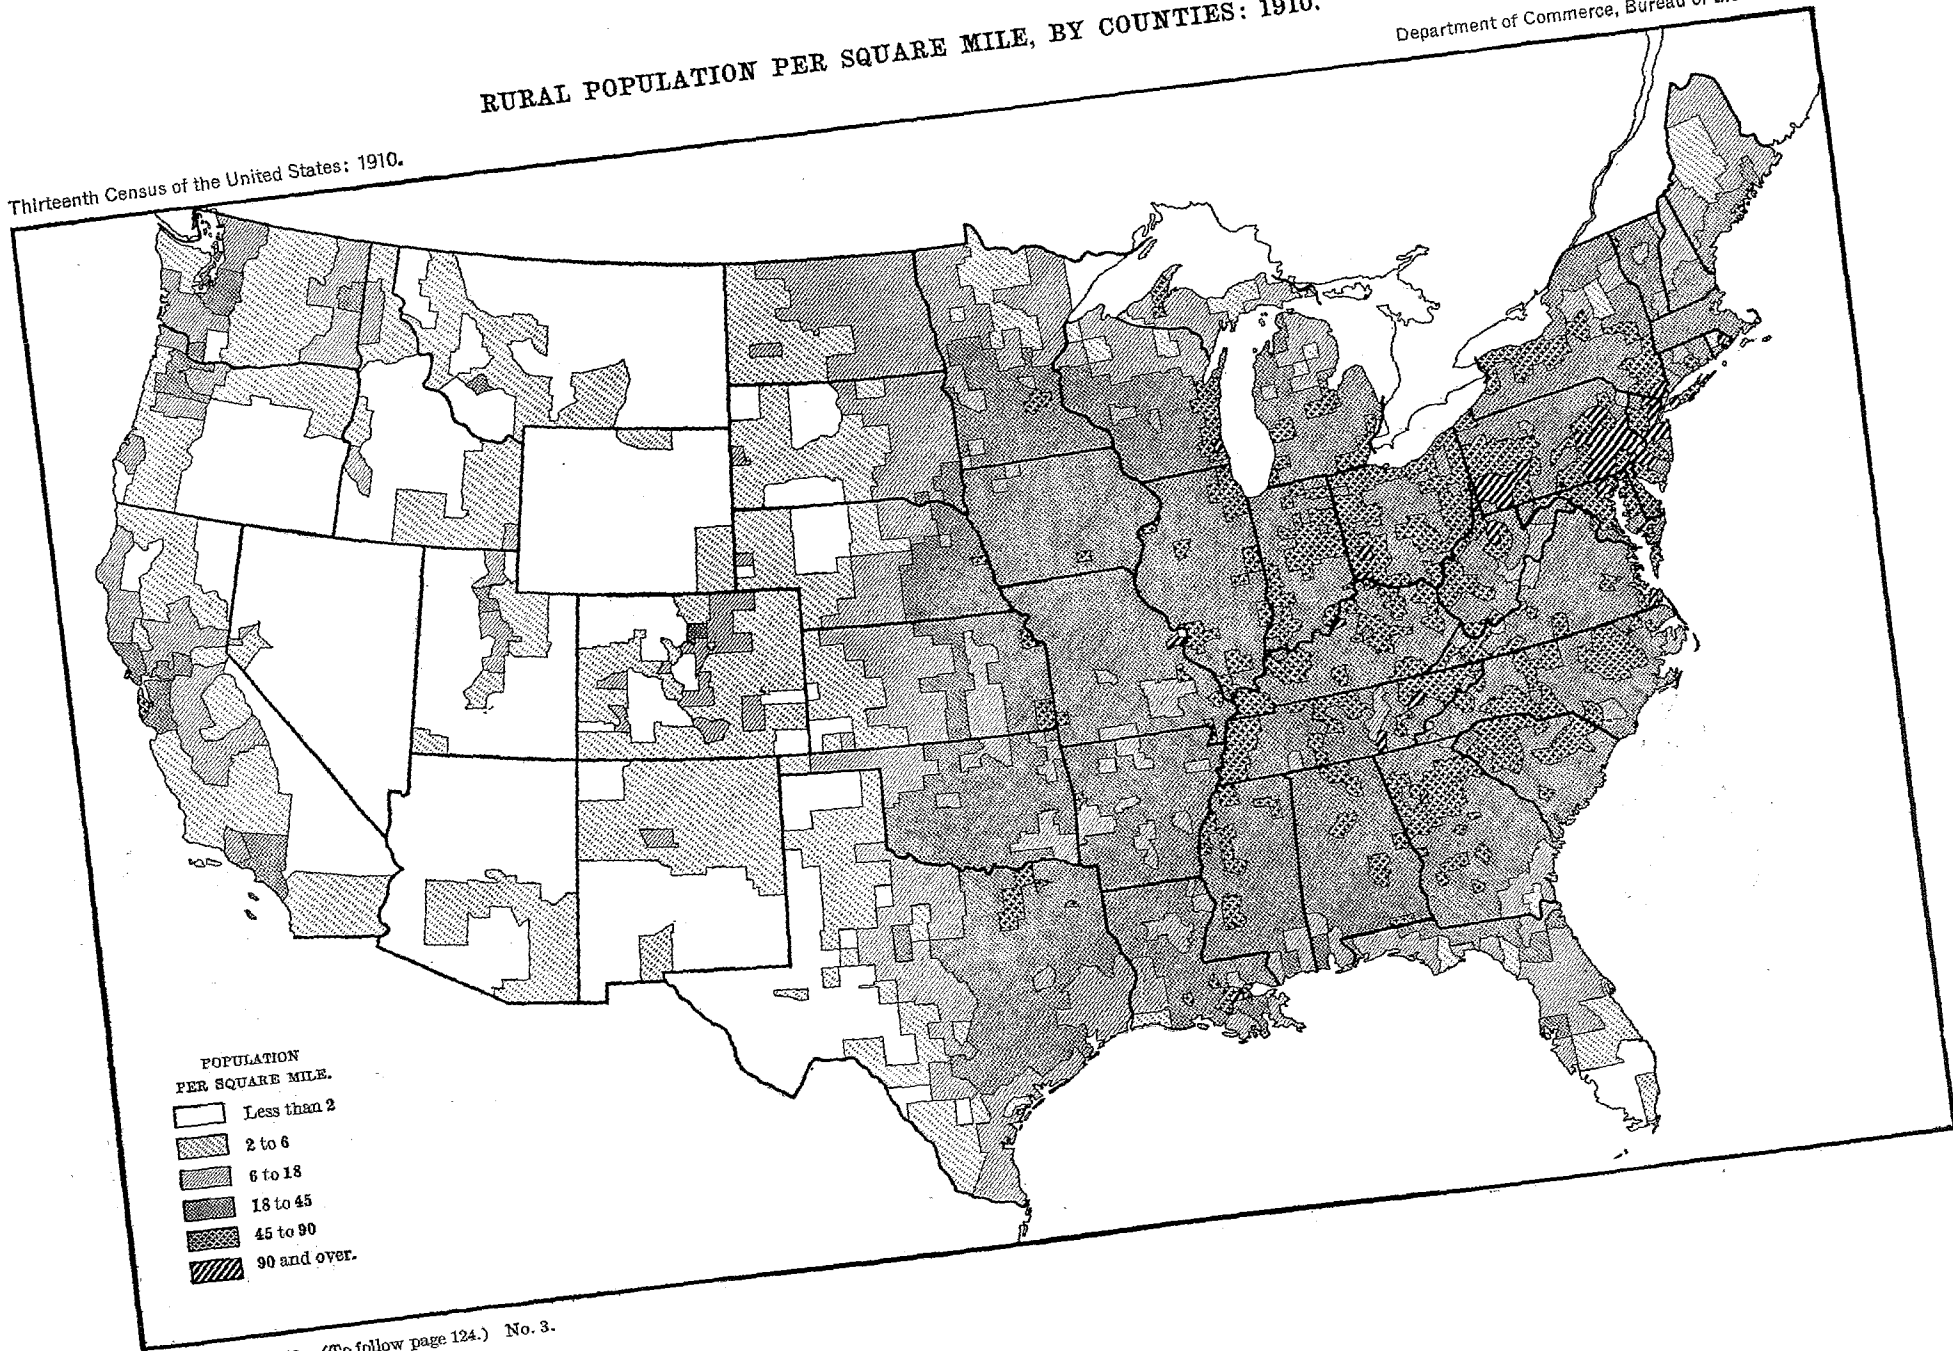 RURAL POPULATION PER SQUARE MILE, BY COUNTIES: 1910.
Department of Commerce, Bureau of
Thirteenth Census of the United States: 1910.
POPULATION
PER SQUARE MILE.
Less than 2
2 to 6
6 to 18
18 to 45
45 to 90
90 and over.
(To follow page 124.) No. 3.